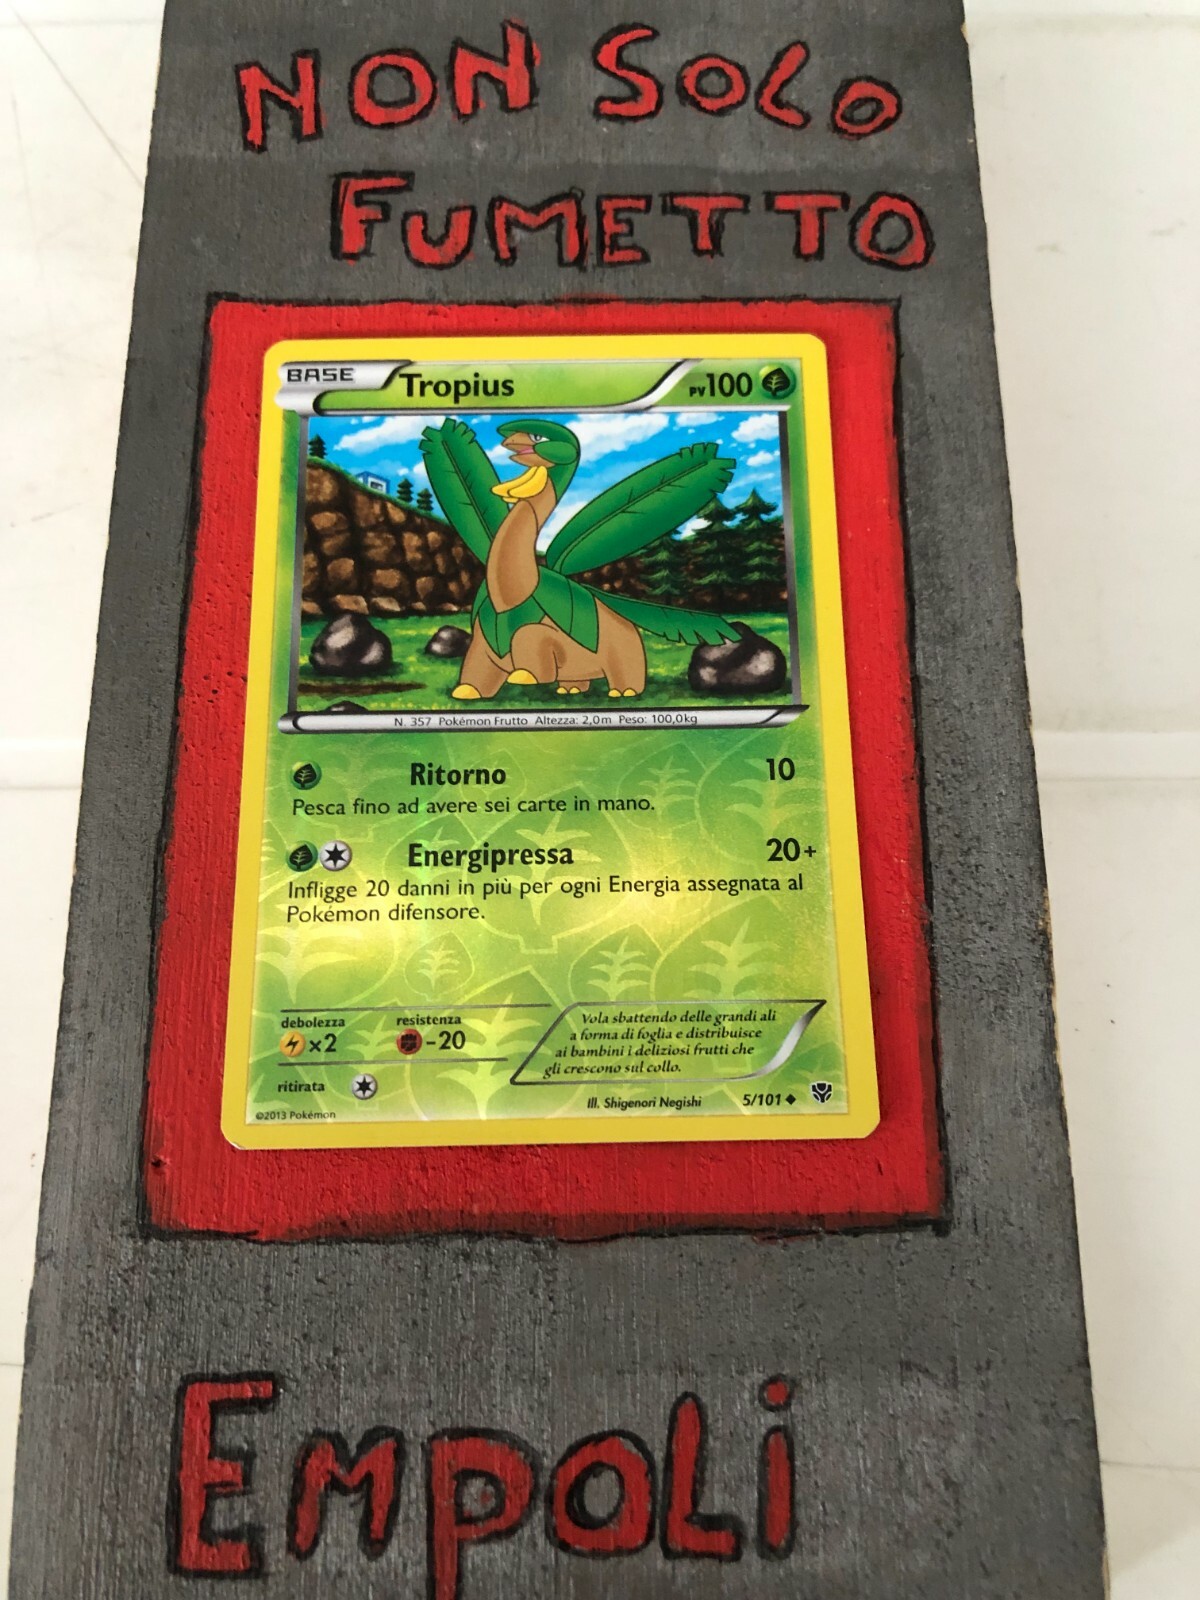 NON SOLO
FUMETTO
BASE
Tropius
PV100
N. 357 Pokémon Frutto Altezza: 2,0m Peso: 100,0kg
Ritorno 10
Pesca fino ad avere sei carte in mano.
Energipressa 20+
Infligge 20 danni in più per ogni Energia assegnata al
Pokémon difensore.
debolezza
×2
resistenza
-20
ritirata
Vola sbattendo delle grandi ali
a forma di foglia e distribuisce
ai bambini i deliziosi frutti che
gli crescono sul collo.
©2013 Pokémon
Ill. Shigenori Negishi
5/101
EmpoLi